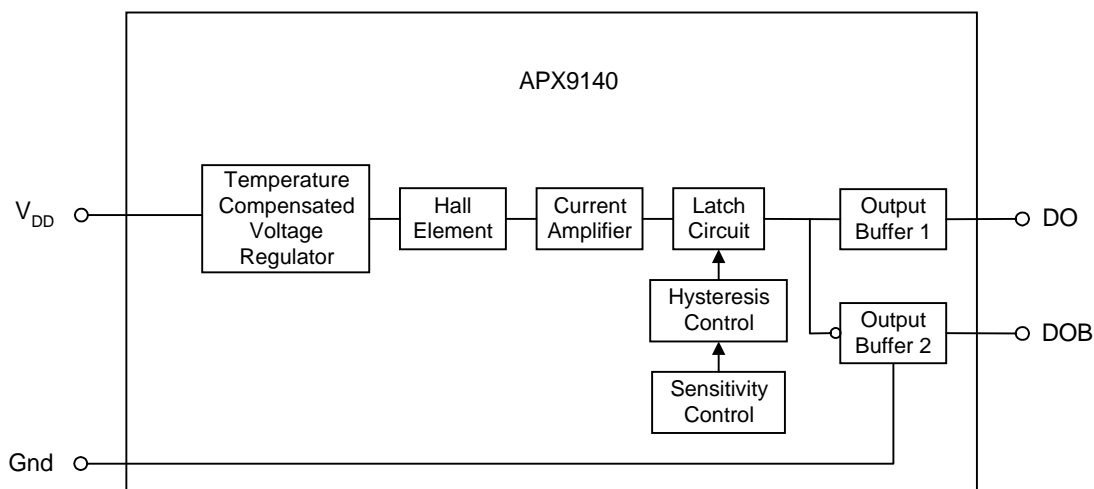 APX9140
V_DD
Temperature
Compensated
Voltage
Regulator
Hall
Element
Current
Amplifier
Latch
Circuit
Output
Buffer 1
DO
Hysteresis
Control
Output
Buffer 2
DOB
Sensitivity
Control
Gnd